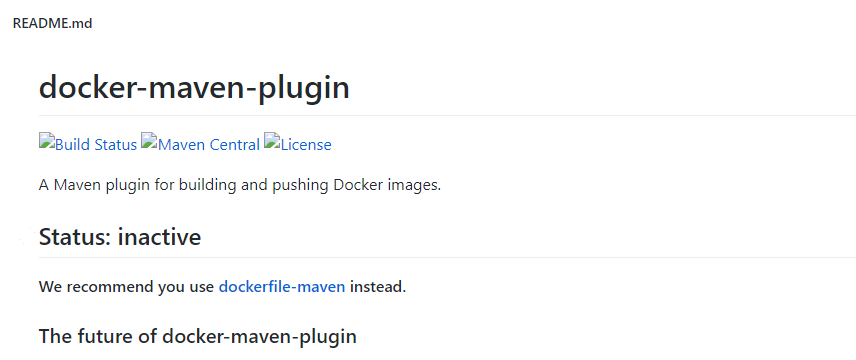 README.md
docker-maven-plugin
Build Status Maven Central License
A Maven plugin for building and pushing Docker images.
Status: inactive
We recommend you use dockerfile-maven instead.
The future of docker-maven-plugin